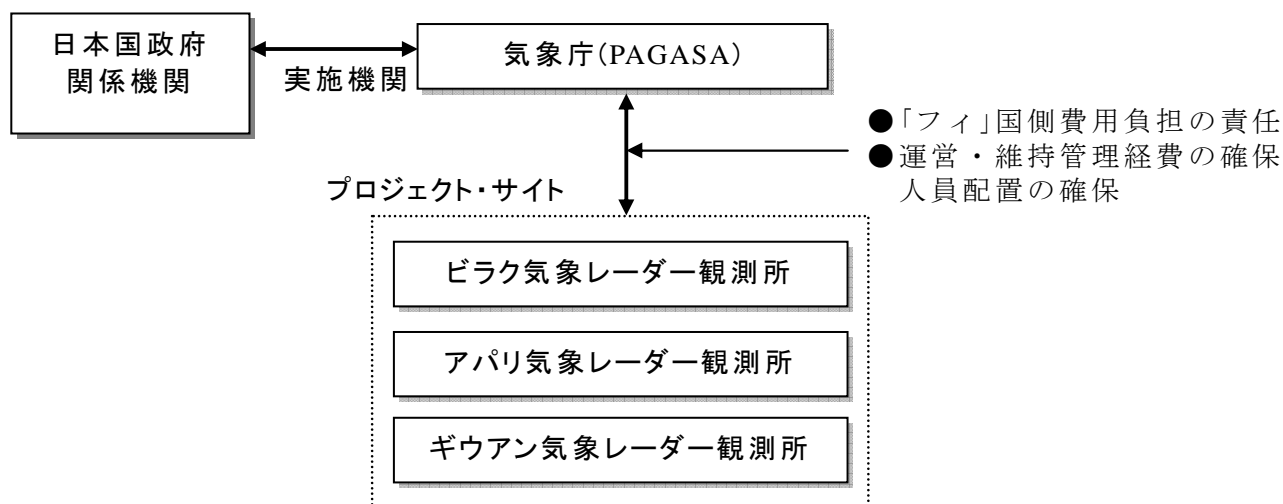 日本国政府
関係機関
実施機関
気象庁(PAGASA)
●「フィ」国側費用負担の責任
●運営・維持管理経費の確保
人員配置の確保
プロジェクト・サイト
ビラク気象レーダー観測所
アパリ気象レーダー観測所
ギウアン気象レーダー観測所